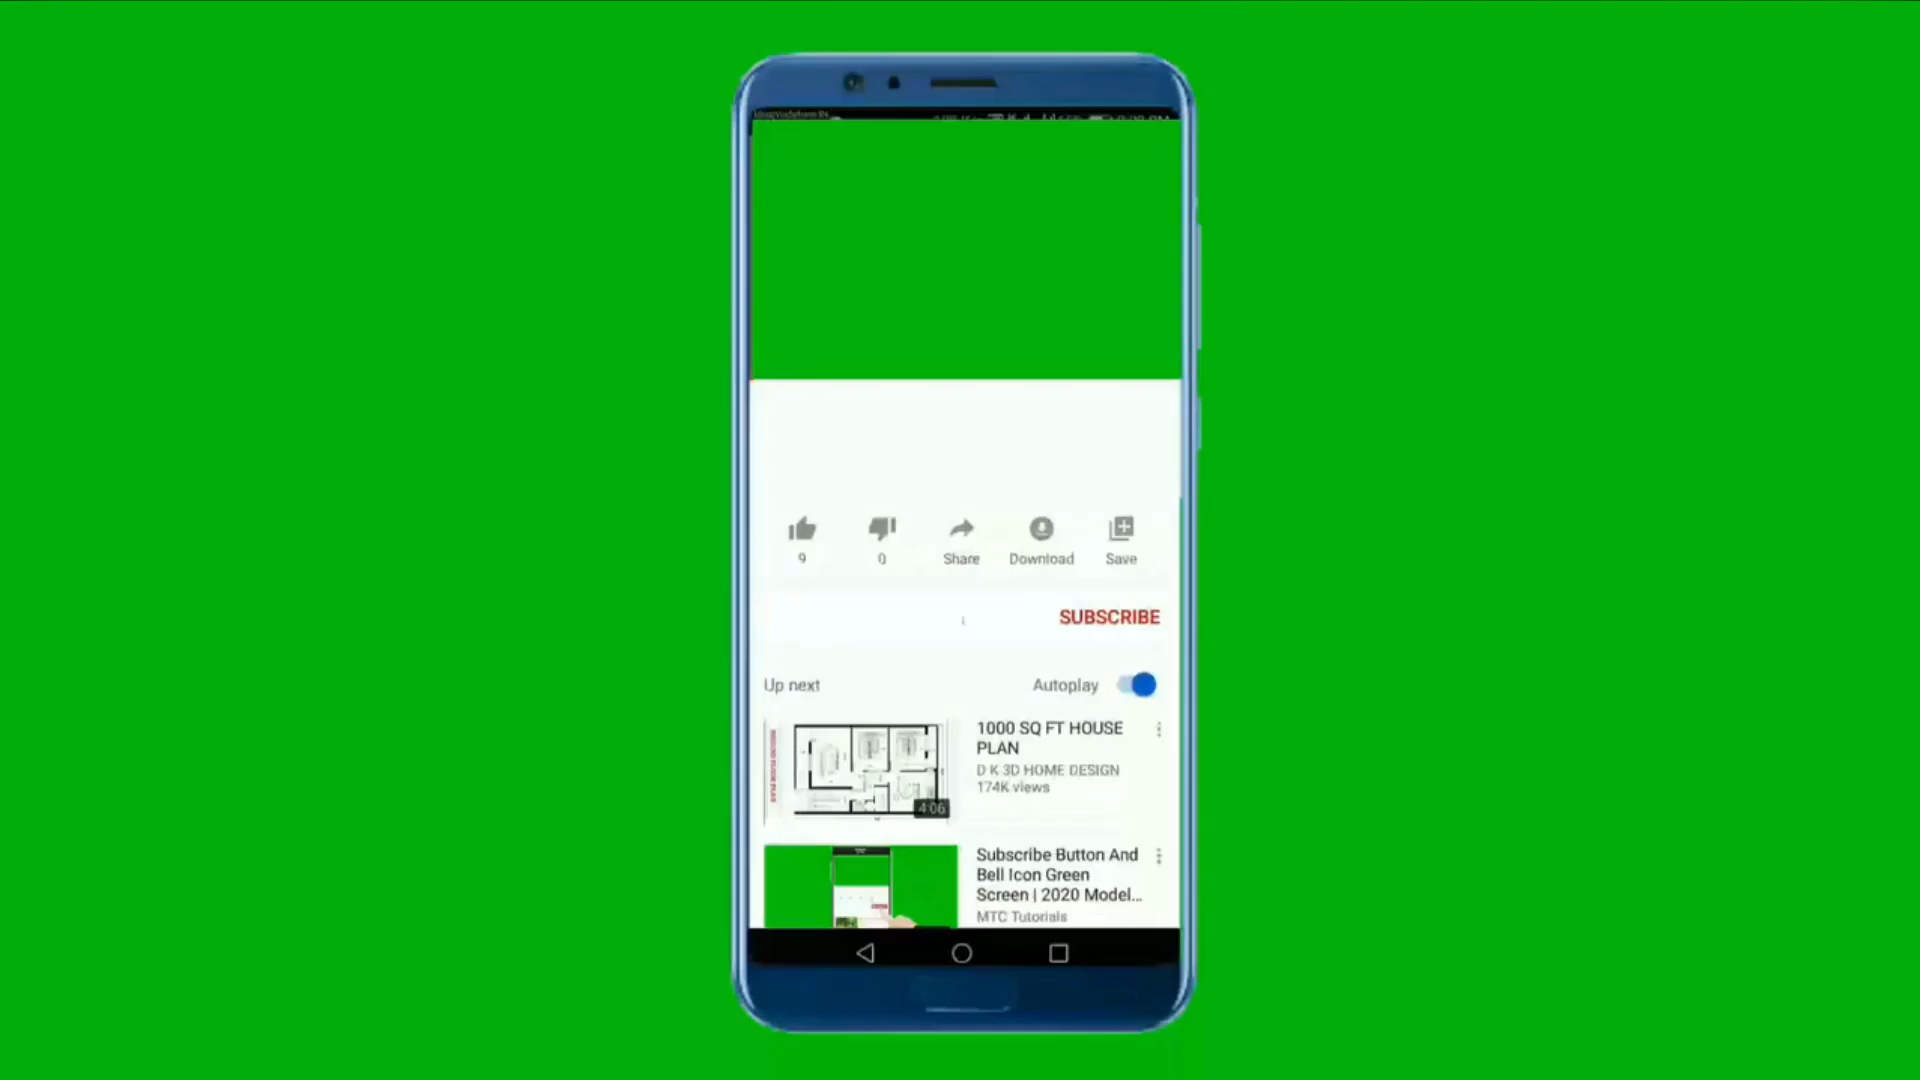 9
0
Share
Download
Save
SUBSCRIBE
Up next
Autoplay
1000 SQ FT HOUSE
PLAN
D K 3D HOME DESIGN
174K views
4:06
Subscribe Button And
Bell Icon Green
Screen | 2020 Model...
MTC Tutorials